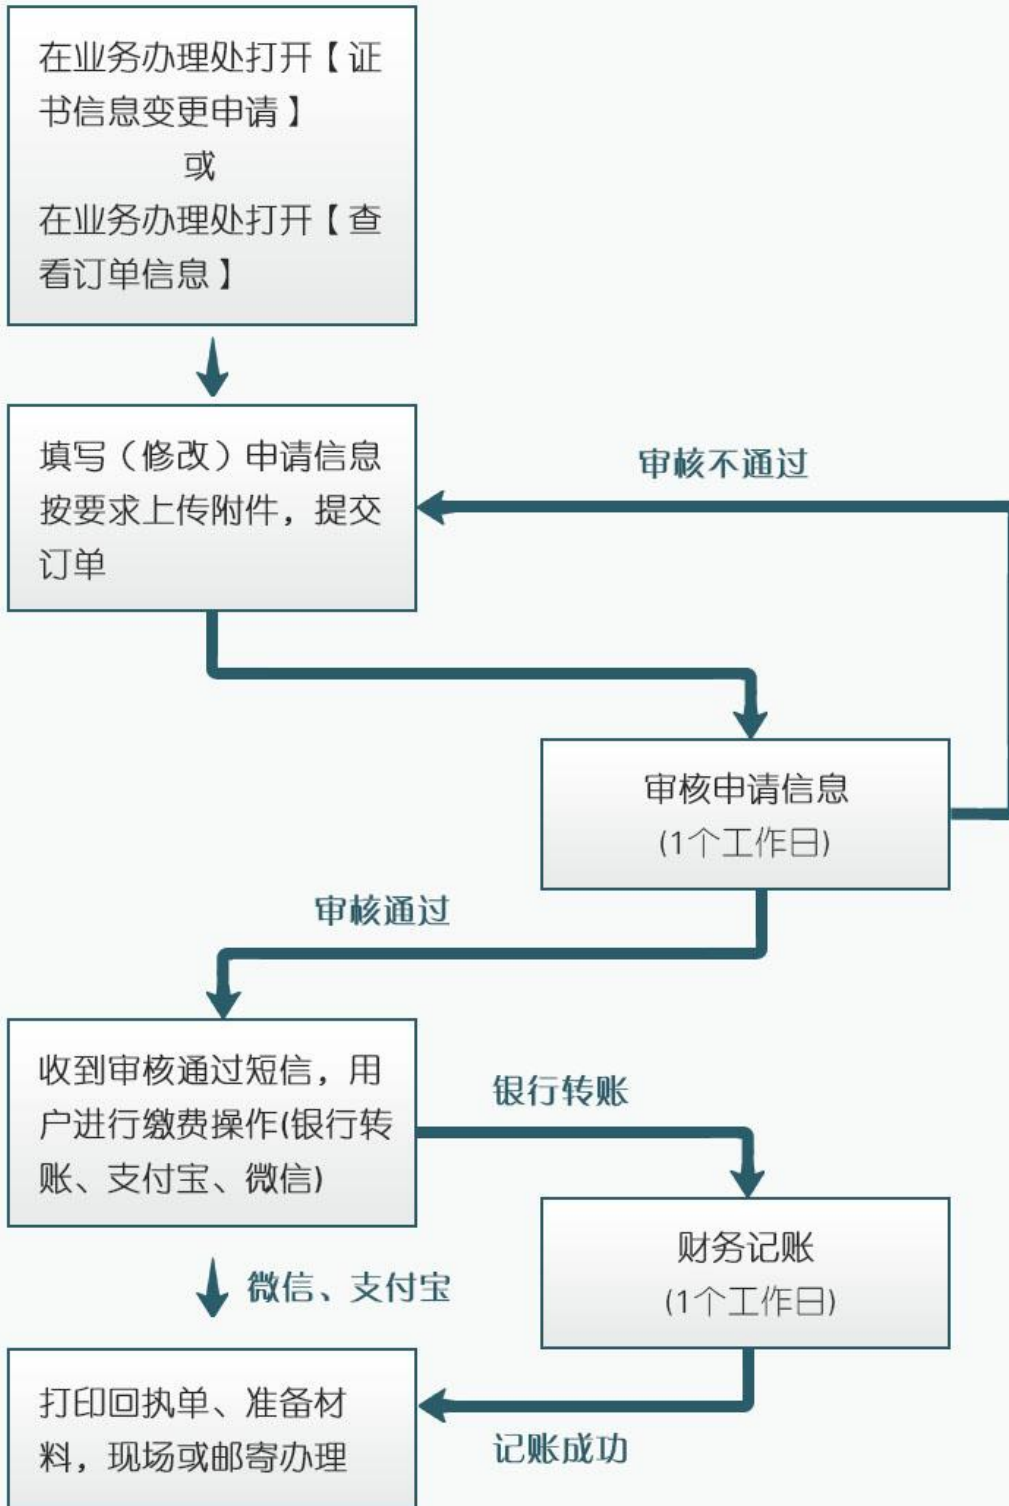 在业务办理处打开【证
书信息变更申请】
或
在业务办理处打开【查
看订单信息】
填写（修改）申请信息
按要求上传附件，提交
订单
审核不通过
审核申请信息
(1个工作日)
审核通过
收到审核通过短信，用
户进行缴费操作(银行转
账、支付宝、微信)
银行转账
财务记账
(1个工作日)
微信、支付宝
打印回执单、准备材
料，现场或邮寄办理
记账成功